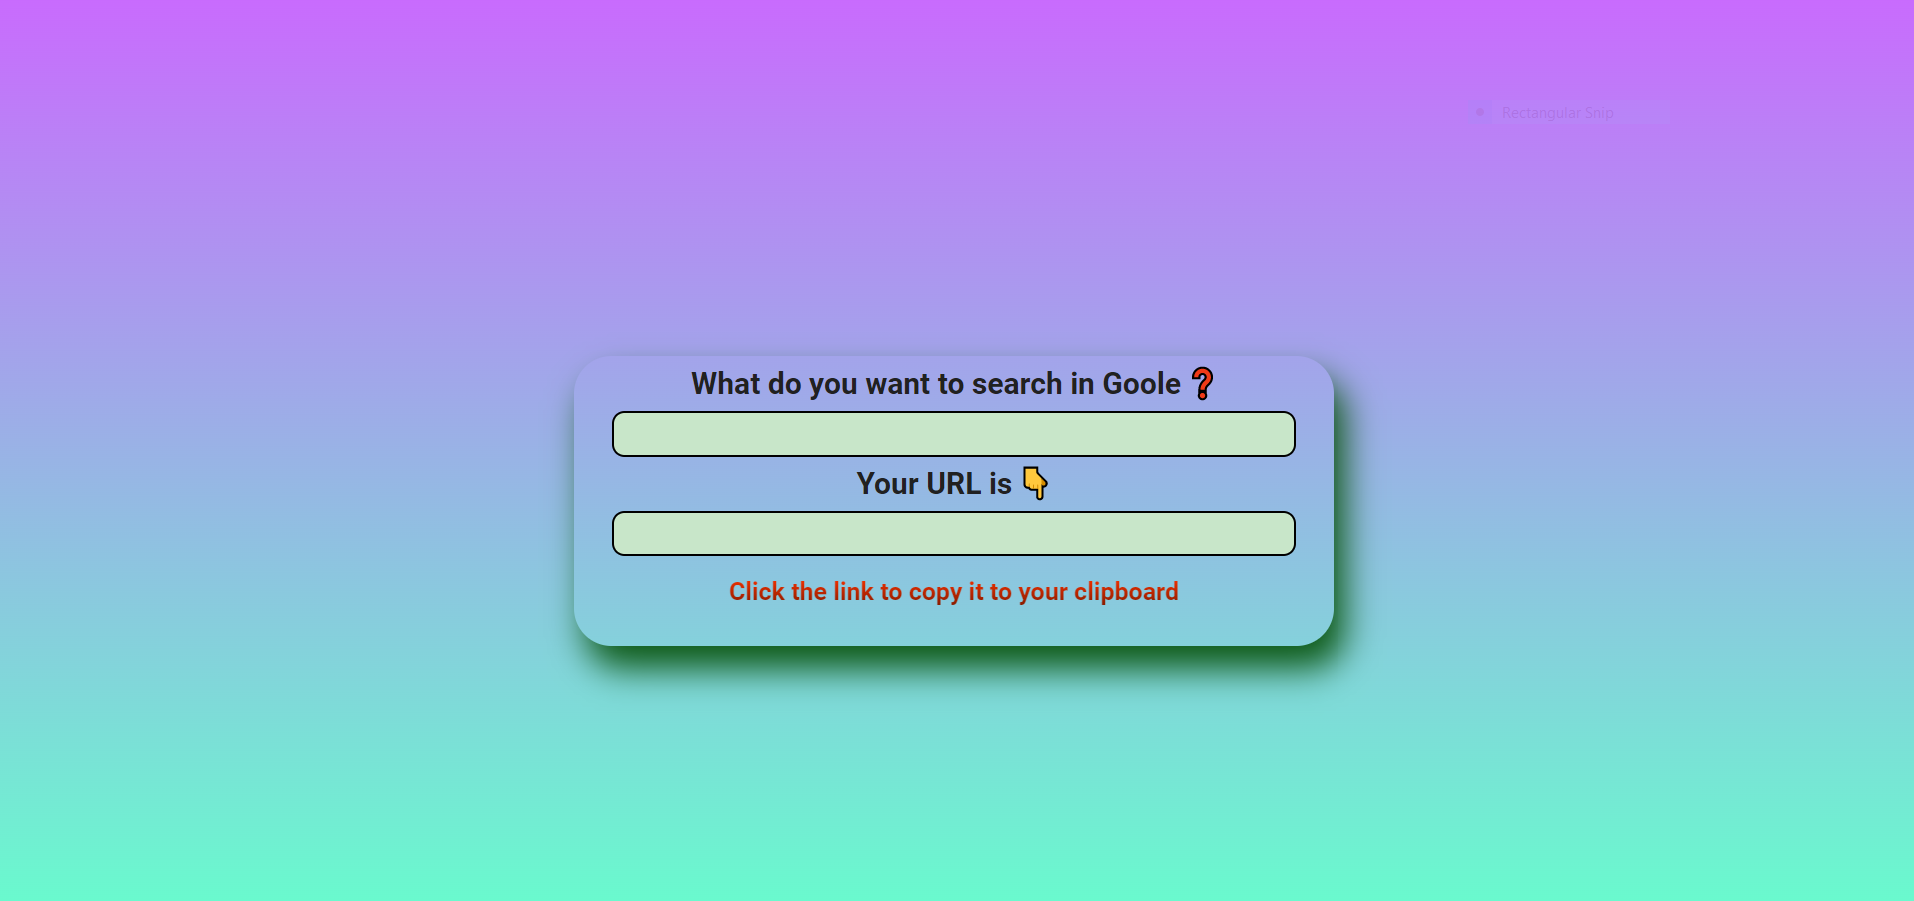 Rectangular Snip
What do you want to search in Goole ❓
Your URL is 👇
Click the link to copy it to your clipboard